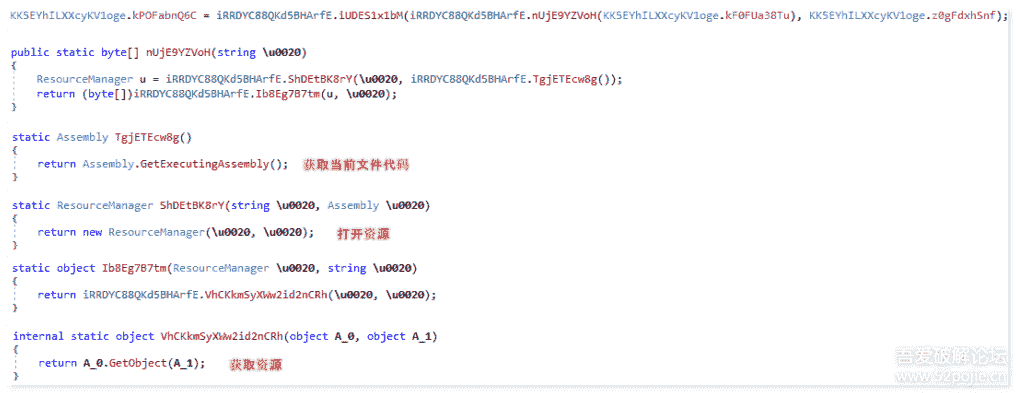 KK5EYhILXXcyKV1oge.kPOFabnQ6C = iRRDYC88QKd5BHArfE.iUDES1x1bM(iRRDYC88QKd5BHArfE.nUjE9YZVoH(KK5EYhILXXcyKV1oge.kF0FUa38Tu), KK5EYhILXXcyKV1oge.z0gFdxhSnf);
public static byte[] nUjE9YZVoH(string \u0020)
{
ResourceManager u = iRRDYC88QKd5BHArfE.ShDEtBK8rY(\u0020, iRRDYC88QKd5BHArfE.TgjETEcw8g());
return (byte[])iRRDYC88QKd5BHArfE.Ib8Eg7B7tm(u, \u0020);
}
static Assembly TgjETEcw8g()
{
return Assembly.GetExecutingAssembly(); 获取当前文件代码
}
static ResourceManager ShDEtBK8rY(string \u0020, Assembly \u0020)
{
return new ResourceManager(\u0020, \u0020); 打开资源
}
static object Ib8Eg7B7tm(ResourceManager \u0020, string \u0020)
{
return iRRDYC88QKd5BHArfE.VhCKkmSyXWw2id2nCRh(\u0020, \u0020);
}
internal static object VhCKkmSyXWw2id2nCRh(object A_0, object A_1)
{
return A_0.GetObject(A_1); 获取资源
}
吾爱破解论坛
www.52pojie.cn